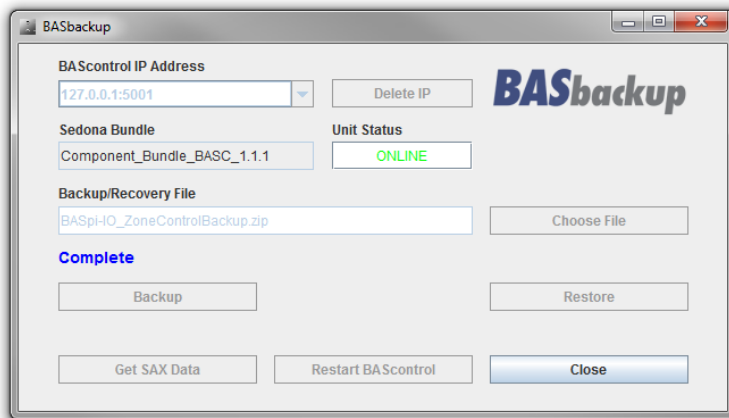 BASbackup
BAScontrol IP Address
127.0.0.1:5001
Delete IP
BASbackup
Sedona Bundle
Unit Status
Component_Bundle_BASC_1.1.1
ONLINE
Backup/Recovery File
BASpi-IO_ZoneControlBackup.zip
Choose File
Complete
Backup
Restore
Get SAX Data
Restart BAScontrol
Close